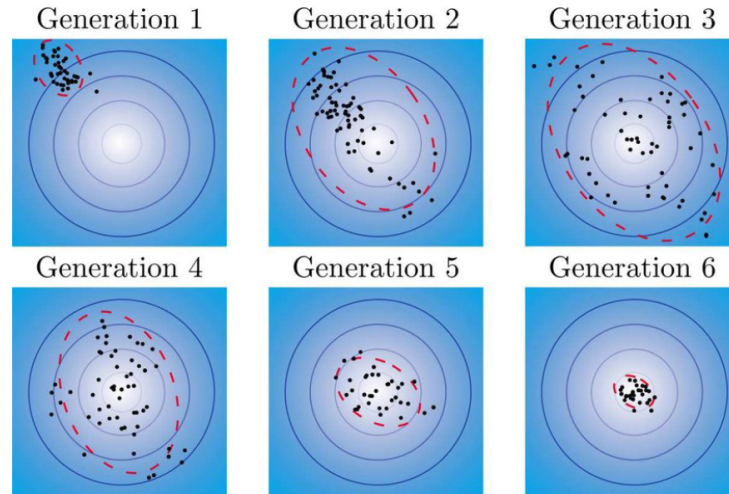 Generation 1
Generation 2
Generation 3
Generation 4
Generation 5
Generation 6